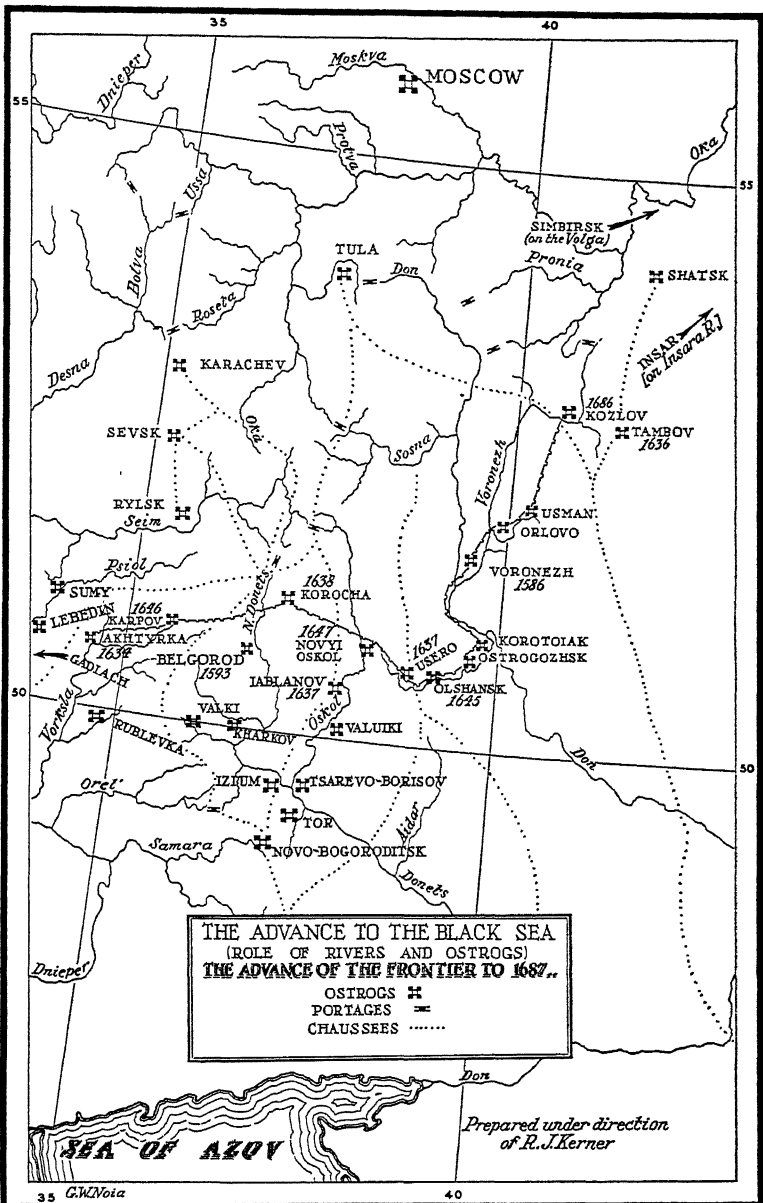 35
40
Moskva
MOSCOW
Dnieper
55
Protva
Oka
Ussa
55
SIMBIRSK
(on the Volga)
TULA
Don
Pronia
SHATSK
Bolva
Roseta
INSAR
[on Insara R.]
KARACHEV
Desna
1686
KOZLOV
Oka
TAMBOV
1636
SEVSK
Sosna
Voronezh
RYLSK
Seim
USMAN
ORLOVO
Psiol
VORONEZH
1586
SUMY
1638
KOROCHA
N. Donets
LEBEDIN
1646
KARPOV
AKHTYRKA
1634
GADIACH
1647
NOVYI
OSKOL
1637
USERO
KOROTOIAK
OSTROGOZHSK
BELGOROD
1593
IABLANOV
1637
OLSHANSK
1645
50
Vorksla
RUBLEVKA
VALKI
KHARKOV
Oskol
VALUIKI
Don
50
Orel'
IZIUM
TSAREVO-BORISOV
Aidar
TOR
Samara
NOVO-BOGORODITSK
Donets
Dnieper
THE ADVANCE TO THE BLACK SEA
(ROLE OF RIVERS AND OSTROGS)
THE ADVANCE OF THE FRONTIER TO 1687..
OSTROGS
PORTAGES
CHAUSSEES ......
Don
SEA OF AZOV
Prepared under direction
of R.J.Kerner
35
G.W.Noia
40